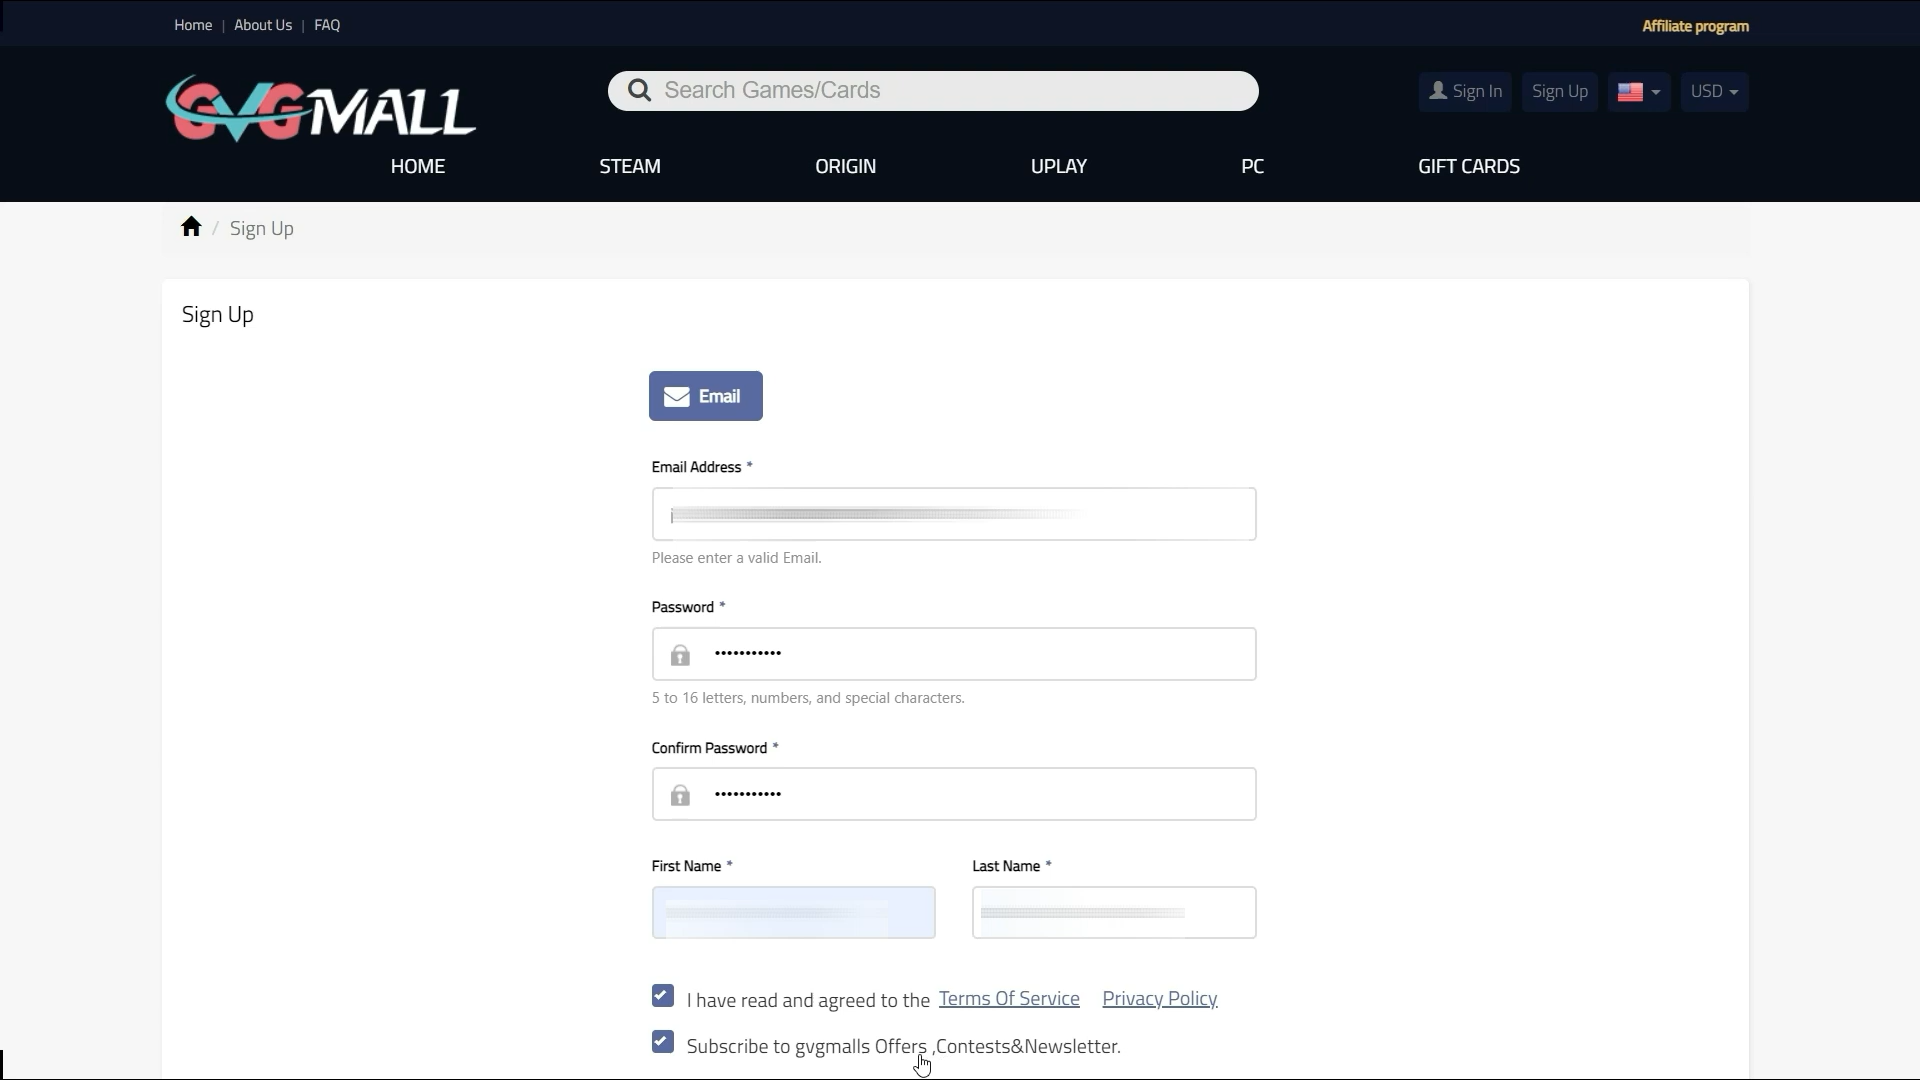 Home | About Us | FAQ
Affiliate program
GVGMALL
Search Games/Cards
Sign In
Sign Up
USD
HOME
STEAM
ORIGIN
UPLAY
PC
GIFT CARDS
/ Sign Up
Sign Up
Email
Email Address *
Please enter a valid Email.
Password *
•••••••••••
5 to 16 letters, numbers, and special characters.
Confirm Password *
•••••••••••
First Name *
Last Name *
I have read and agreed to the Terms Of Service Privacy Policy
Subscribe to gvgmalls Offers ,Contests&Newsletter.